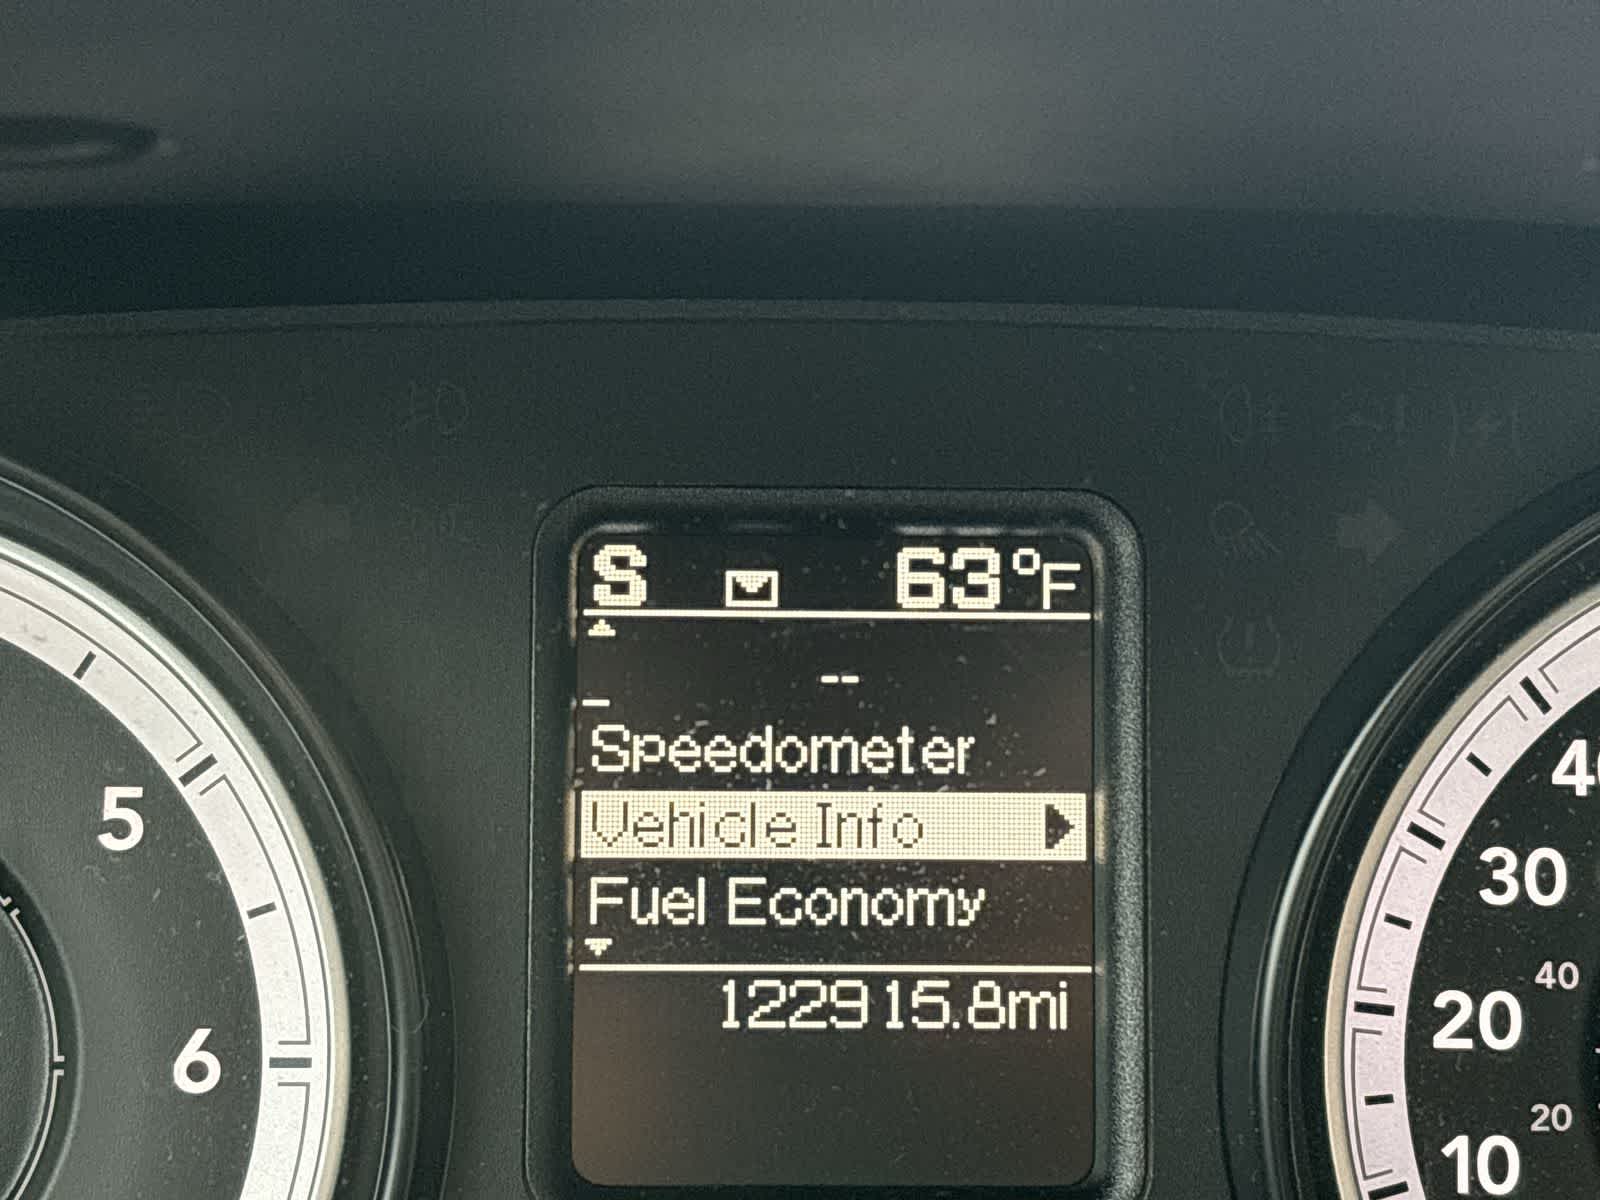 S 63°F
--
Speedometer
Vehicle Info
Fuel Economy
122915.8mi
5
6
40
30
40
20
20
10